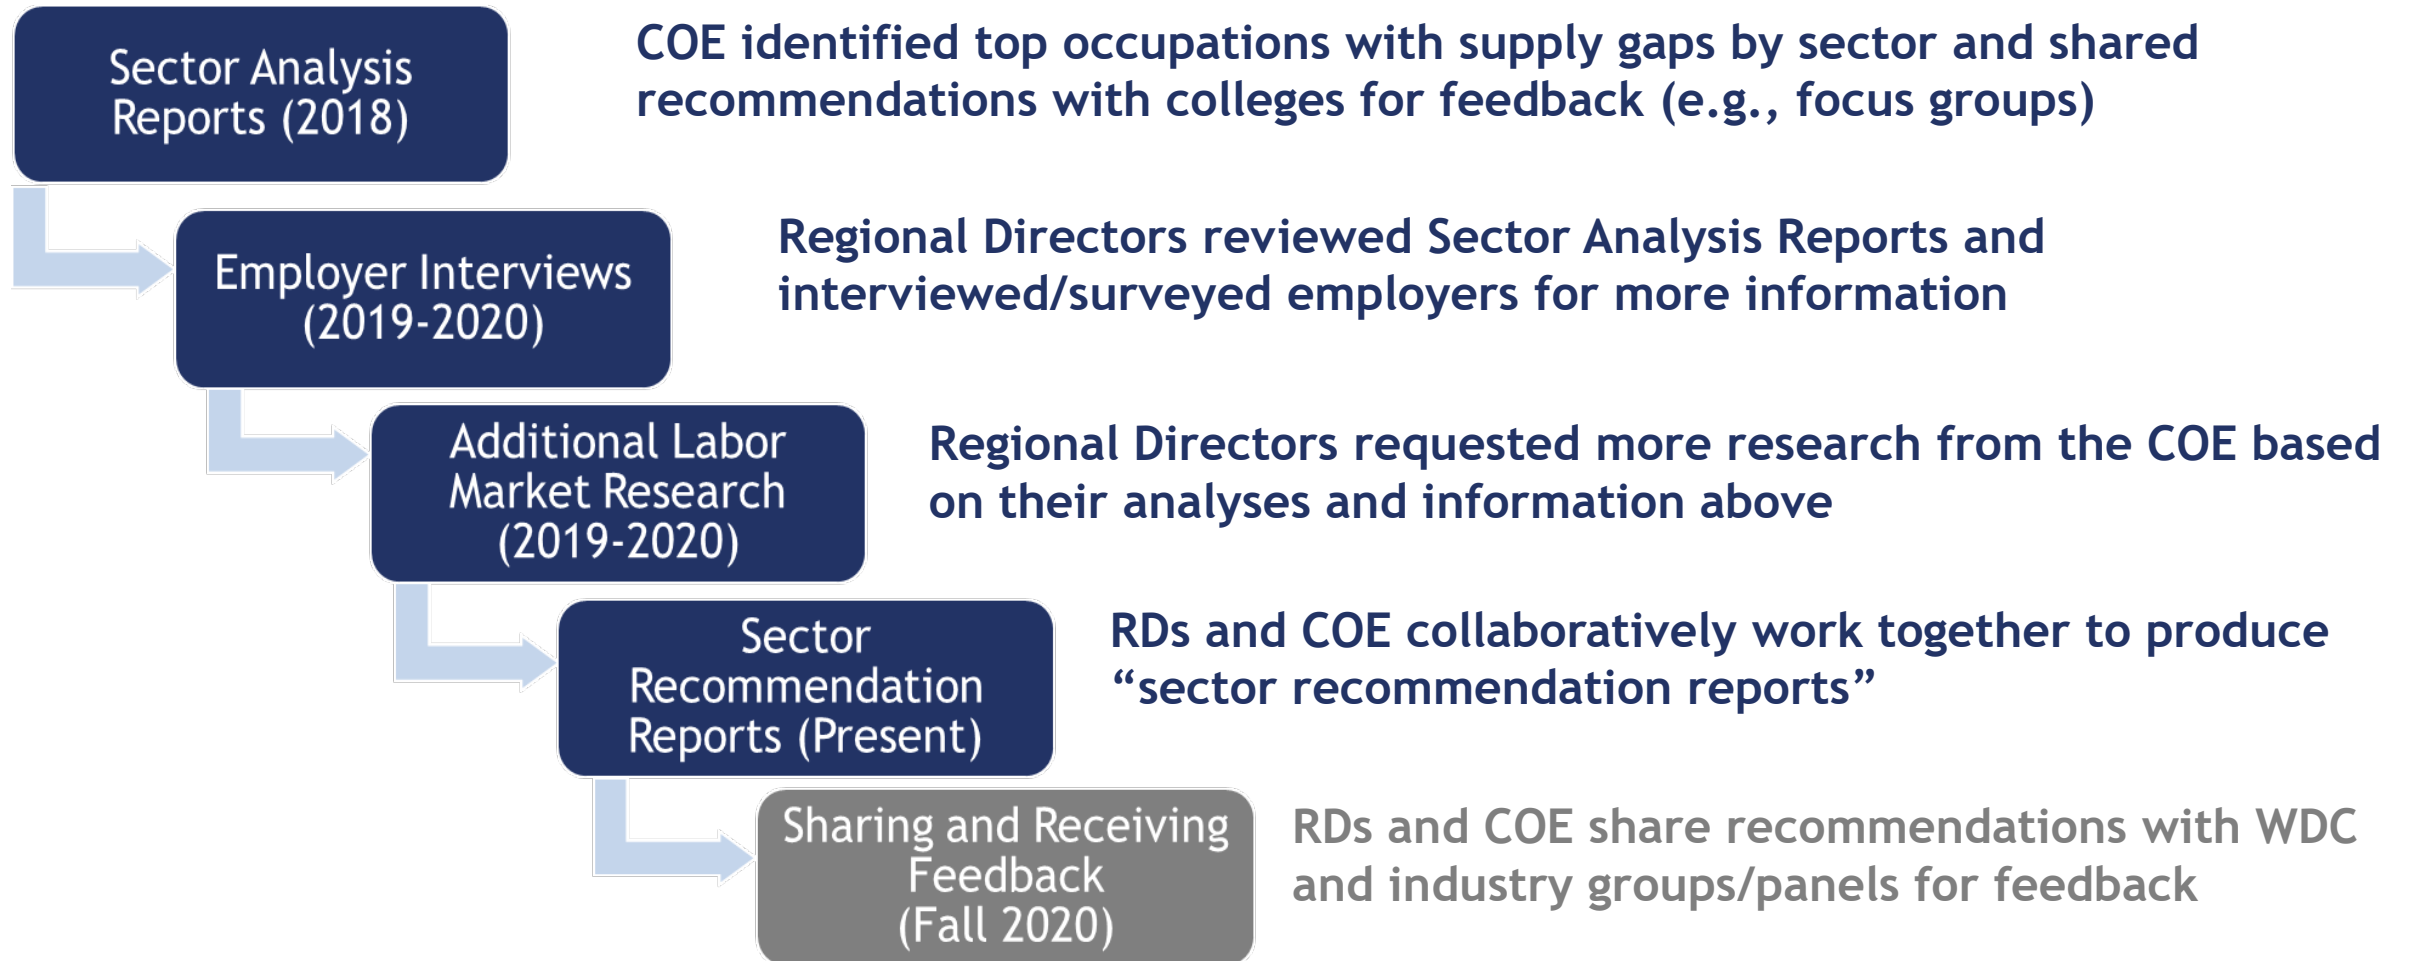 Sector Analysis
Reports (2018)
COE identified top occupations with supply gaps by sector and shared
recommendations with colleges for feedback (e.g., focus groups)
Employer Interviews
(2019-2020)
Regional Directors reviewed Sector Analysis Reports and
interviewed/surveyed employers for more information
Additional Labor
Market Research
(2019-2020)
Regional Directors requested more research from the COE based
on their analyses and information above
Sector
Recommendation
Reports (Present)
RDs and COE collaboratively work together to produce
“sector recommendation reports”
Sharing and Receiving
Feedback
(Fall 2020)
RDs and COE share recommendations with WDC
and industry groups/panels for feedback